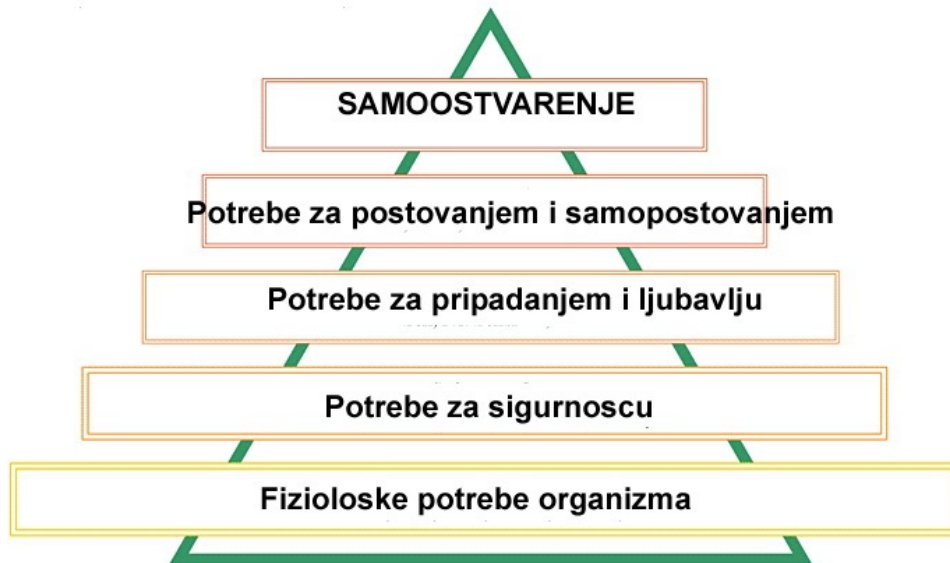 SAMOOSTVARENJE
Potrebe za postovanjem i samopostovanjem
Potrebe za pripadanjem i ljubavlju
Potrebe za sigurnoscu
Fizioloske potrebe organizma